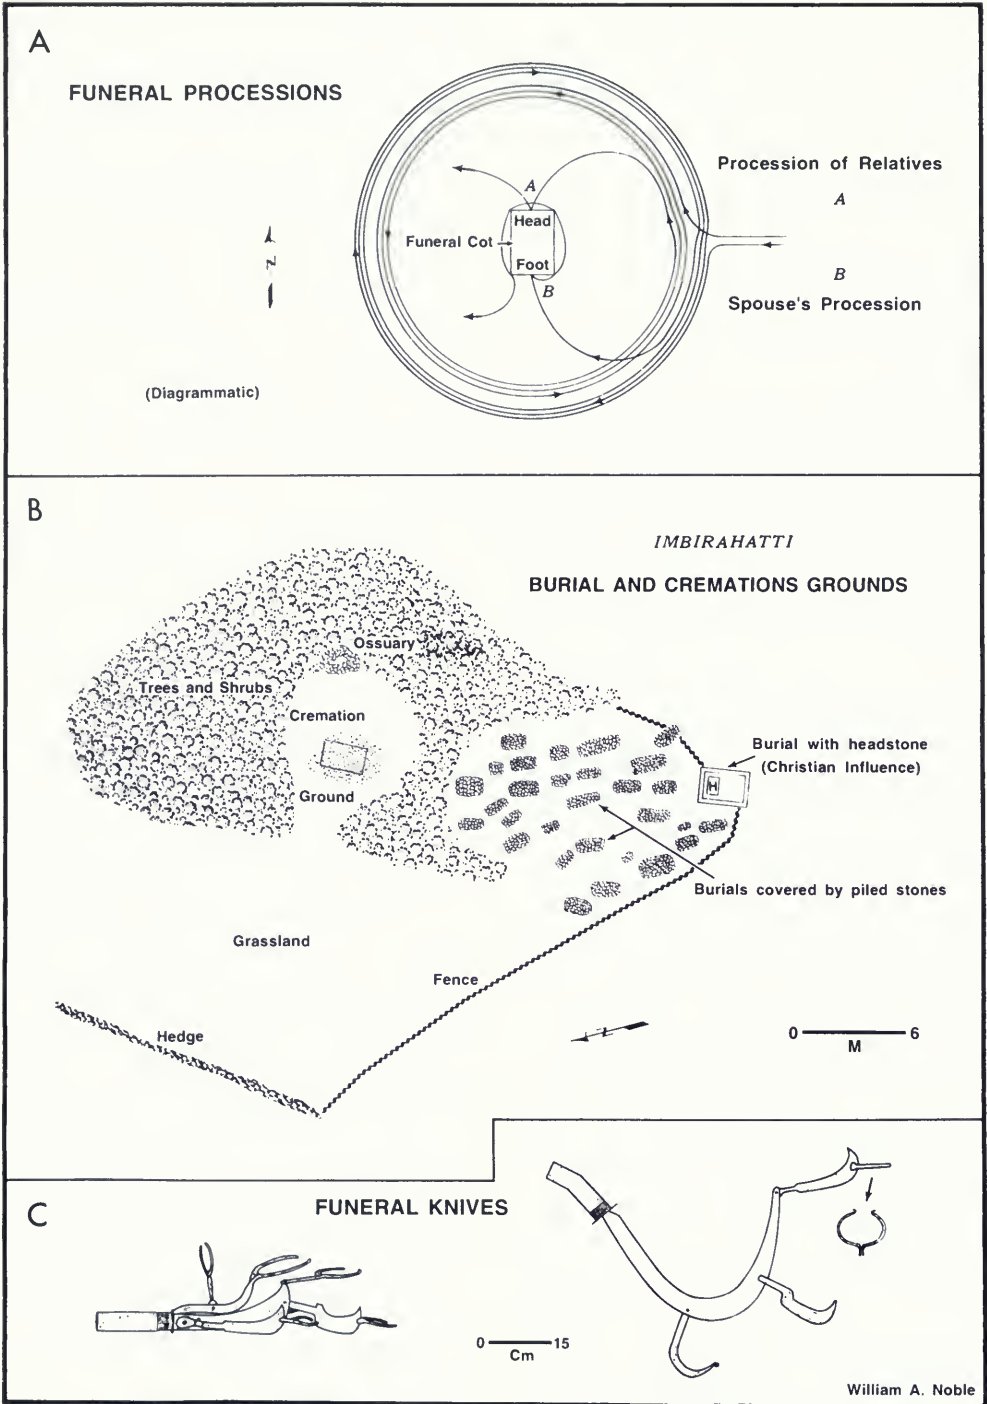 A
FUNERAL PROCESSIONS
Procession of Relatives
A
A
Head
Funeral Cot
N
Foot
B
B
Spouse's Procession
(Diagrammatic)
B
IMBIRAHATTI
BURIAL AND CREMATIONS GROUNDS
Ossuary
Trees and Shrubs
Cremation
Burial with headstone
(Christian Influence)
H
Ground
Burials covered by piled stones
Grassland
Fence
N
Hedge
0 6
M
C
FUNERAL KNIVES
0 15
Cm
William A. Noble